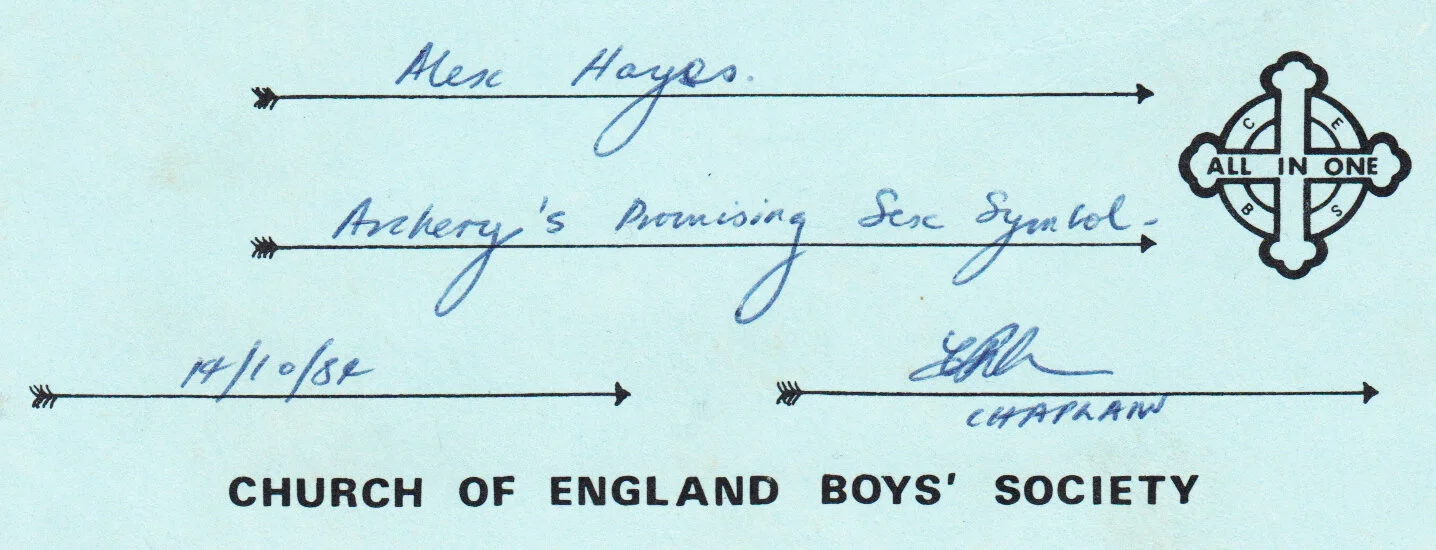 Alex Hayes.
C E
ALL IN ONE
B S
Archery's Promising Sex Symbol -
14/10/84
CHAPLAIN
CHURCH OF ENGLAND BOYS' SOCIETY